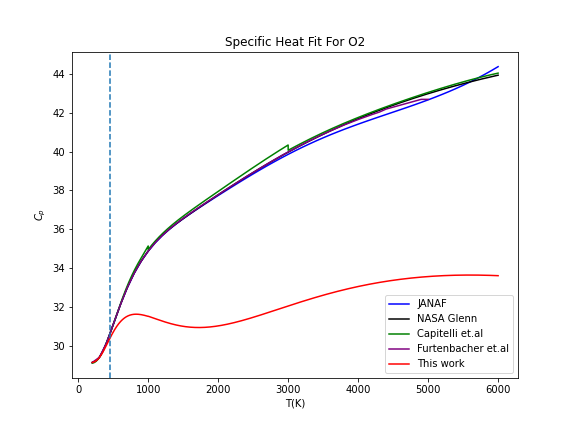 Specific Heat Fit For O2
44
42
40
38
36
34
32
30
C_p
0
1000
2000
3000
4000
5000
6000
T(K)
JANAF
NASA Glenn
Capitelli et.al
Furtenbacher et.al
This work